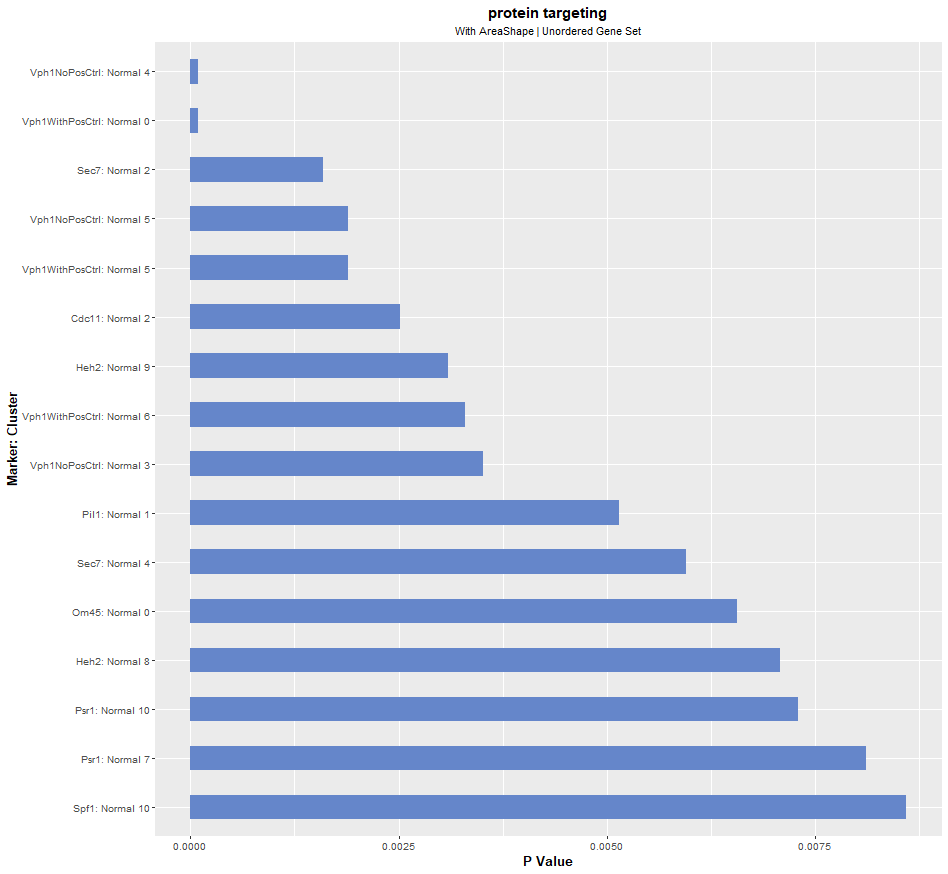 protein targeting
With AreaShape | Unordered Gene Set
Marker: Cluster
Vph1NoPosCtrl: Normal 4
Vph1WithPosCtrl: Normal 0
Sec7: Normal 2
Vph1NoPosCtrl: Normal 5
Vph1WithPosCtrl: Normal 5
Cdc11: Normal 2
Heh2: Normal 9
Vph1WithPosCtrl: Normal 6
Vph1NoPosCtrl: Normal 3
Pil1: Normal 1
Sec7: Normal 4
Om45: Normal 0
Heh2: Normal 8
Psr1: Normal 10
Psr1: Normal 7
Spf1: Normal 10
0.0000 0.0025 0.0050 0.0075
P Value